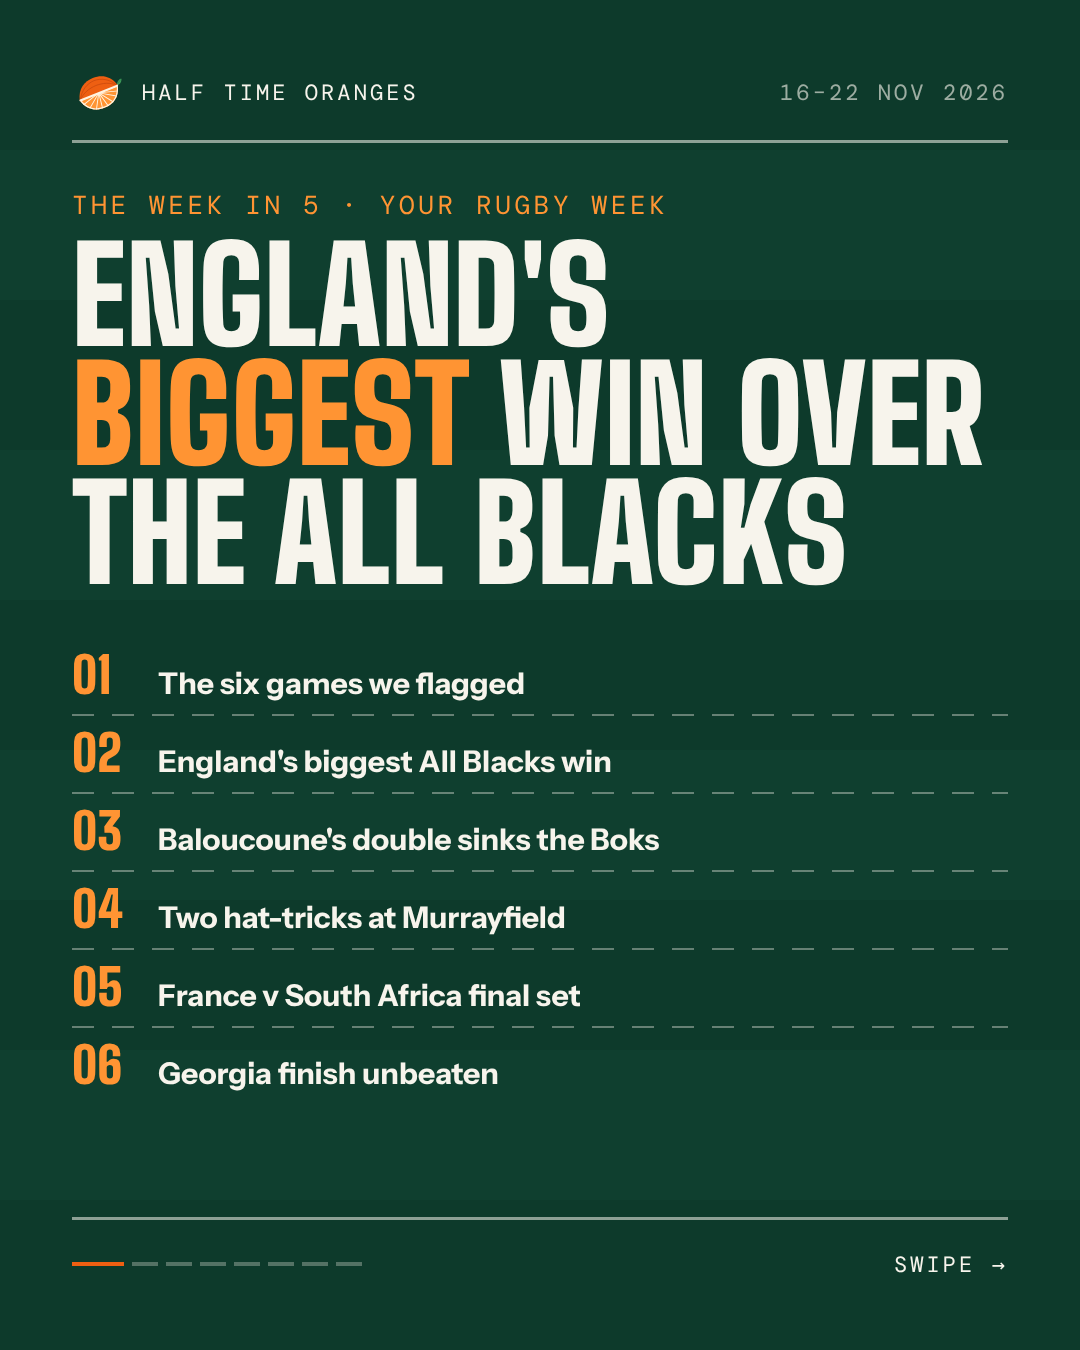 HALF TIME ORANGES
16–22 NOV 2026
THE WEEK IN 5 · YOUR RUGBY WEEK
ENGLAND'S
BIGGEST WIN OVER
THE ALL BLACKS
01 The six games we flagged
02 England's biggest All Blacks win
03 Baloucoune's double sinks the Boks
04 Two hat-tricks at Murrayfield
05 France v South Africa final set
06 Georgia finish unbeaten
SWIPE →